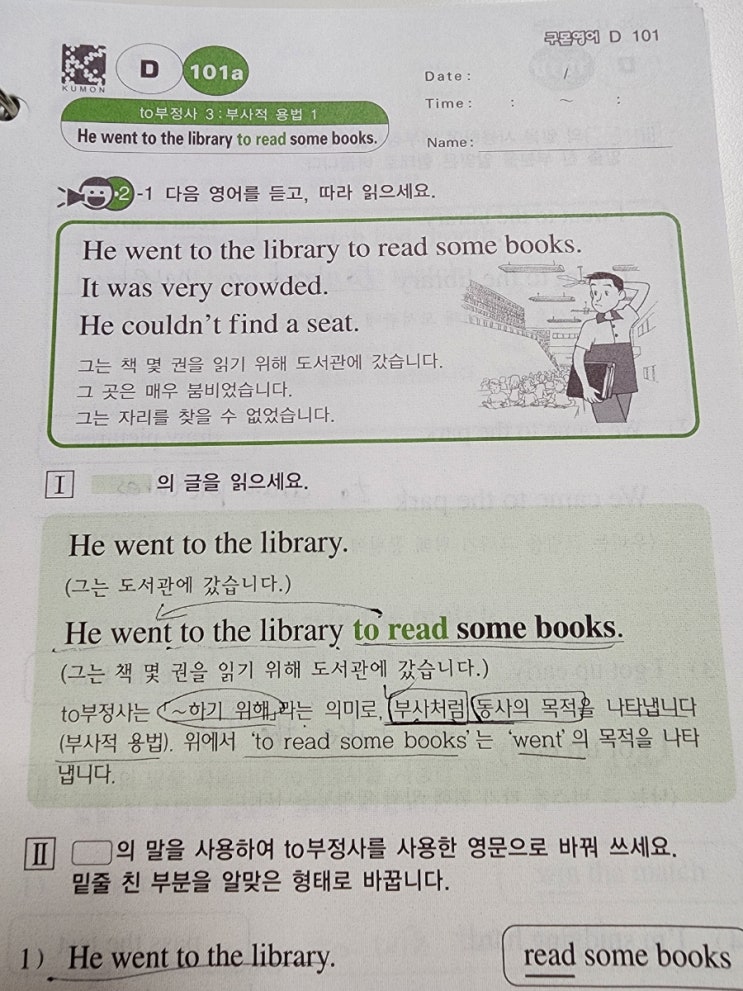 구몬영어 D 101
KUMON
D 101a
Date: /
Time: : ~ :
Name:
to부정사 3 : 부사적 용법 1
He went to the library to read some books.
2-1 다음 영어를 듣고, 따라 읽으세요.
He went to the library to read some books.
It was very crowded.
He couldn't find a seat.
그는 책 몇 권을 읽기 위해 도서관에 갔습니다.
그 곳은 매우 붐비었습니다.
그는 자리를 찾을 수 없었습니다.
Ⅰ 의 글을 읽으세요.
He went to the library.
(그는 도서관에 갔습니다.)
He went to the library to read some books.
(그는 책 몇 권을 읽기 위해 도서관에 갔습니다.)
to부정사는 「~하기 위해」라는 의미로, 부사처럼 동사의 목적을 나타냅니다
(부사적 용법). 위에서 'to read some books'는 'went'의 목적을 나타
냅니다.
Ⅱ 의 말을 사용하여 to부정사를 사용한 영문으로 바꿔 쓰세요.
밑줄 친 부분을 알맞은 형태로 바꿉니다.
1) He went to the library. read some books